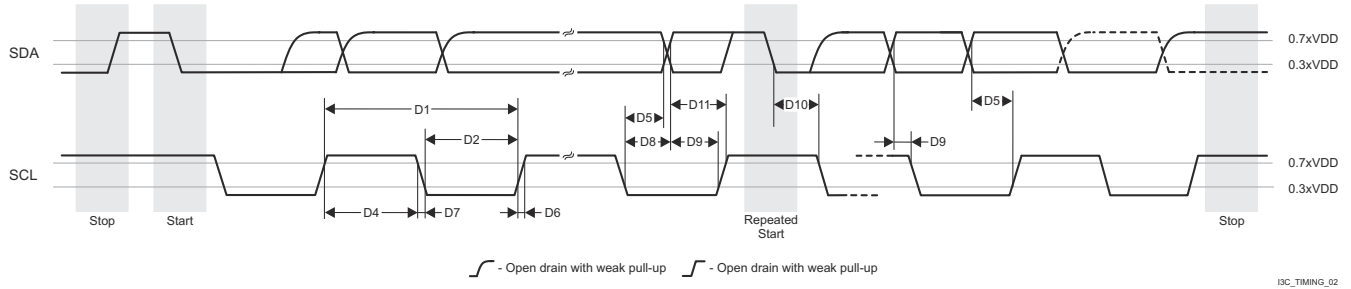 SDA
0.7xVDD
0.3xVDD
D1
D2
D5
D11
D10
D5
D8
D9
D9
SCL
0.7xVDD
0.3xVDD
D4
D7
D6
Stop
Start
Repeated
Start
Stop
- Open drain with weak pull-up
- Open drain with weak pull-up
I3C_TIMING_02